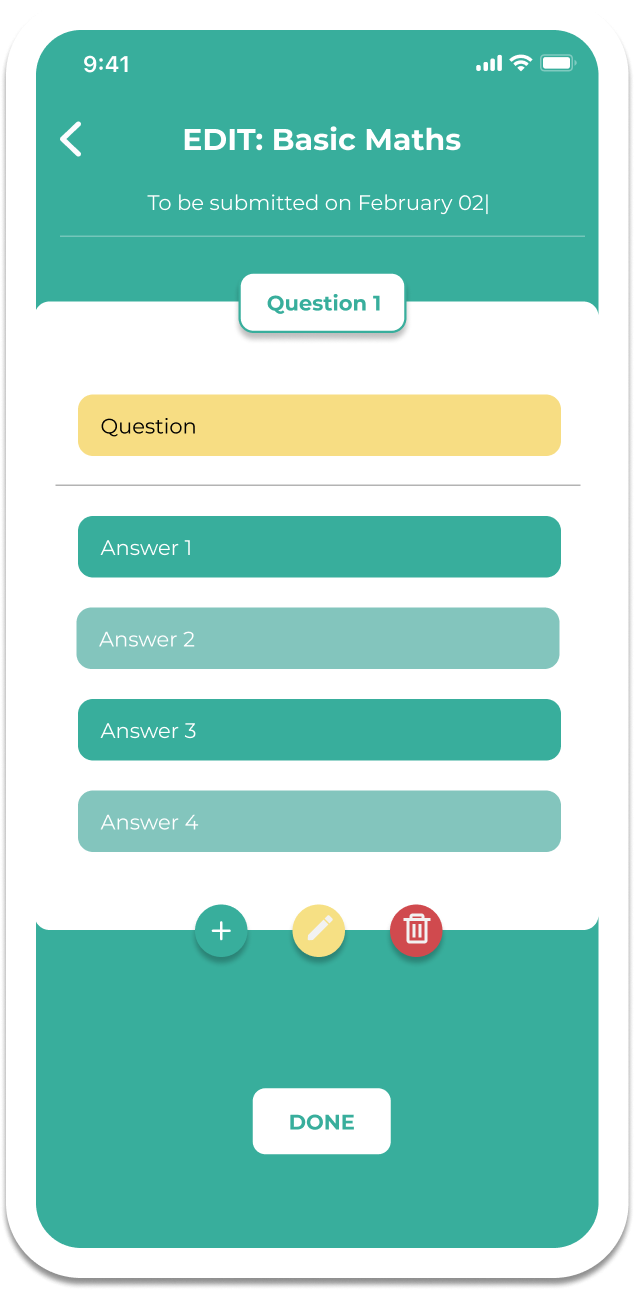 9:41
EDIT: Basic Maths
To be submitted on February 02|
Question 1
Question
Answer 1
Answer 2
Answer 3
Answer 4
DONE